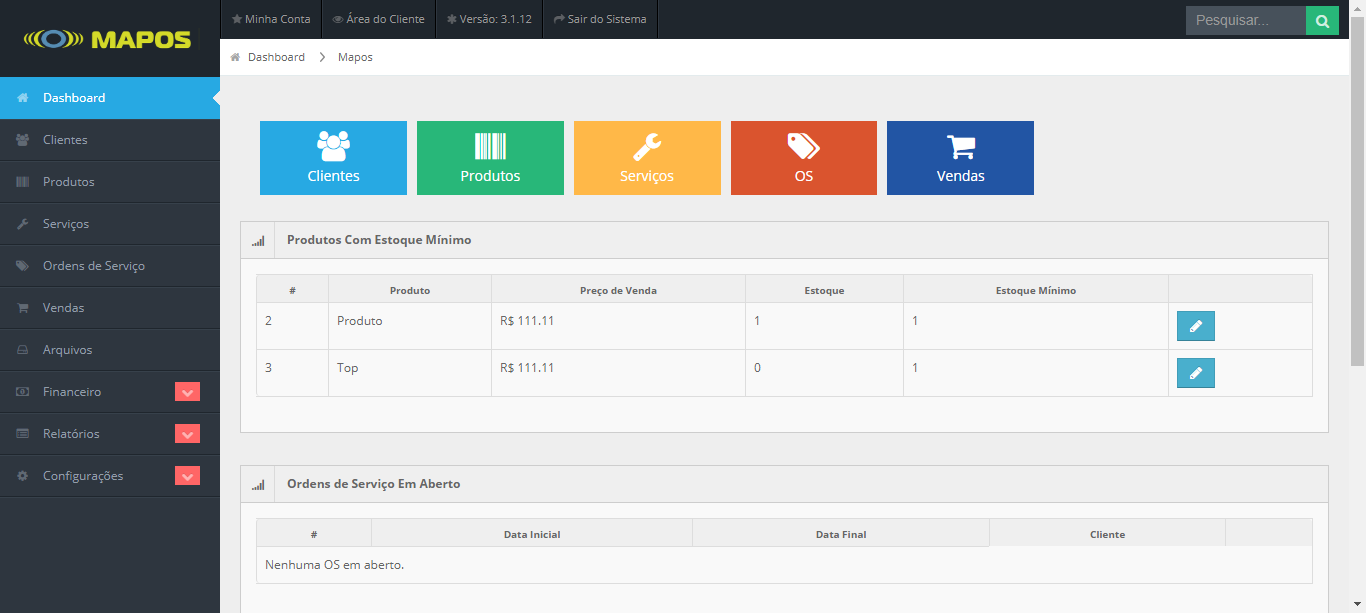 MAPOS
Minha Conta Área do Cliente Versão: 3.1.12 Sair do Sistema Pesquisar...
Dashboard Mapos
Dashboard
Clientes
Produtos
Serviços
Ordens de Serviço
Vendas
Arquivos
Financeiro
Relatórios
Configurações
Clientes Produtos Serviços OS Vendas
Produtos Com Estoque Mínimo
# Produto Preço de Venda Estoque Estoque Mínimo
2 Produto R$ 111.11 1 1
3 Top R$ 111.11 0 1
Ordens de Serviço Em Aberto
# Data Inicial Data Final Cliente
Nenhuma OS em aberto.